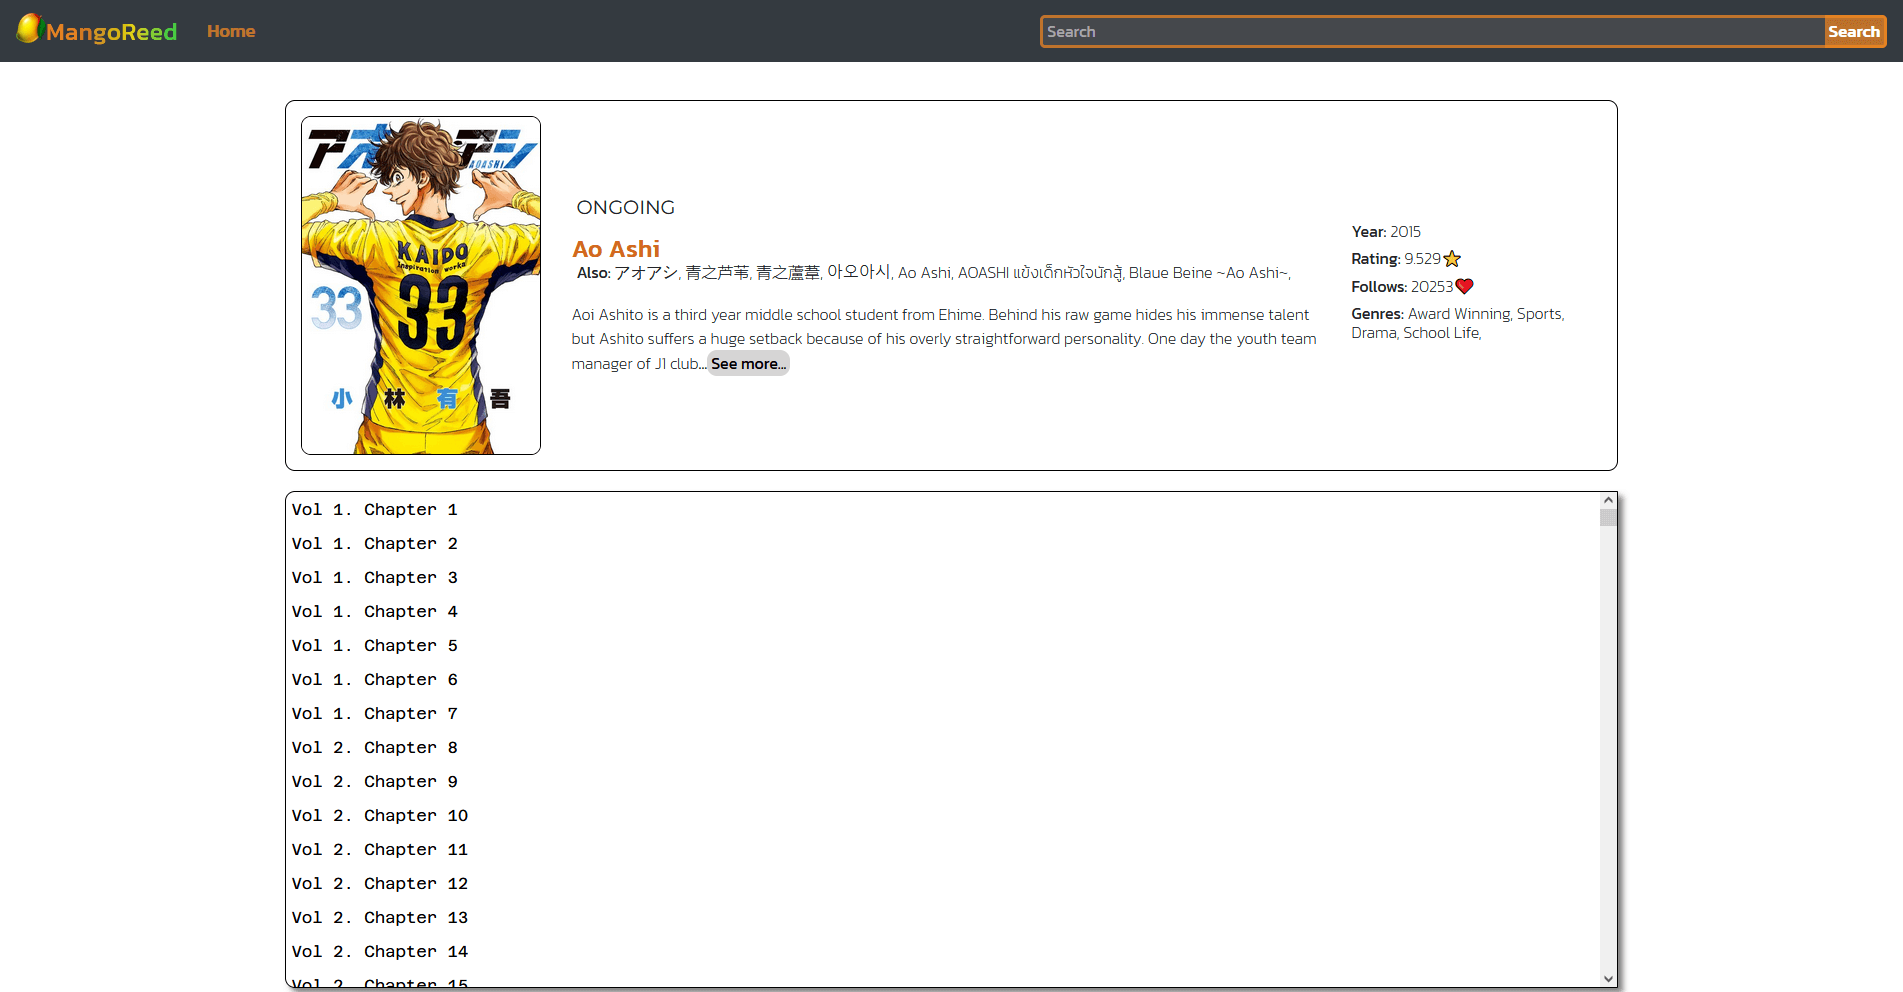 MangoReed Home Search Search
アオアシ
AOASHI
KAIDO
Inspiration works
33
33
小 林 有 吾
ONGOING
Ao Ashi
Also: アオアシ, 青之芦苇, 青之蘆葦, 아오아시, Ao Ashi, AOASHI แข้งเด็กหัวใจนักสู้, Blaue Beine ~Ao Ashi~,
Aoi Ashito is a third year middle school student from Ehime. Behind his raw game hides his immense talent
but Ashito suffers a huge setback because of his overly straightforward personality. One day the youth team
manager of J1 club... See more...
Year: 2015
Rating: 9.529
Follows: 20253
Genres: Award Winning, Sports,
Drama, School Life,
Vol 1. Chapter 1
Vol 1. Chapter 2
Vol 1. Chapter 3
Vol 1. Chapter 4
Vol 1. Chapter 5
Vol 1. Chapter 6
Vol 1. Chapter 7
Vol 2. Chapter 8
Vol 2. Chapter 9
Vol 2. Chapter 10
Vol 2. Chapter 11
Vol 2. Chapter 12
Vol 2. Chapter 13
Vol 2. Chapter 14
Vol 2. Chapter 15